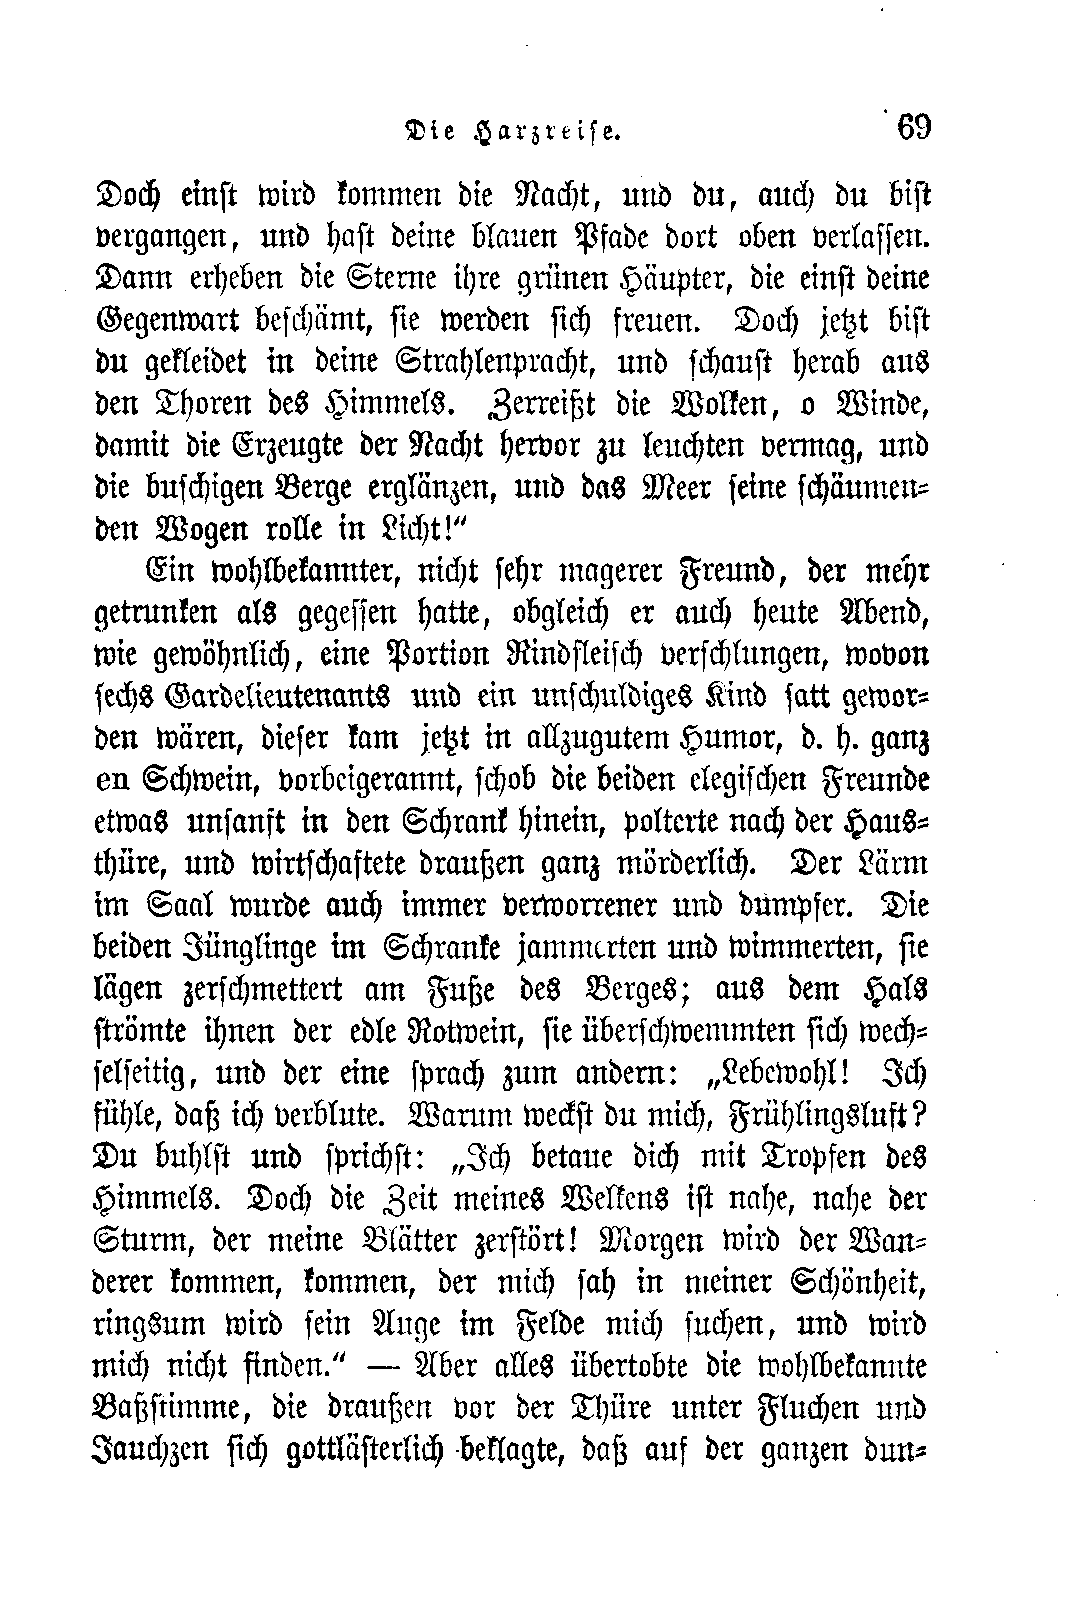 Die Harzreise. 69
Doch einst wird kommen die Nacht, und du, auch du bist
vergangen, und hast deine blauen Pfade dort oben verlassen.
Dann erheben die Sterne ihre grünen Häupter, die einst deine
Gegenwart beschämt, sie werden sich freuen. Doch jetzt bist
du gekleidet in deine Strahlenpracht, und schaust herab aus
den Thoren des Himmels. Zerreißt die Wolken, o Winde,
damit die Erzeugte der Nacht hervor zu leuchten vermag, und
die buschigen Berge erglänzen, und das Meer seine schäumen-
den Wogen rolle in Licht!“
Ein wohlbekannter, nicht sehr magerer Freund, der mehr
getrunken als gegessen hatte, obgleich er auch heute Abend,
wie gewöhnlich, eine Portion Rindfleisch verschlungen, wovon
sechs Gardelieutenants und ein unschuldiges Kind satt gewor-
den wären, dieser kam jetzt in allzugutem Humor, d. h. ganz
en Schwein, vorbeigerannt, schob die beiden elegischen Freunde
etwas unsanft in den Schrank hinein, polterte nach der Haus-
thüre, und wirtschaftete draußen ganz mörderlich. Der Lärm
im Saal wurde auch immer verworrener und dumpfer. Die
beiden Jünglinge im Schranke jammerten und wimmerten, sie
lägen zerschmettert am Fuße des Berges; aus dem Hals
strömte ihnen der edle Rotwein, sie überschwemmten sich wech-
selseitig, und der eine sprach zum andern: „Lebewohl! Ich
fühle, daß ich verblute. Warum weckst du mich, Frühlingsluft?
Du buhlst und sprichst: „Ich betaue dich mit Tropfen des
Himmels. Doch die Zeit meines Welkens ist nahe, nahe der
Sturm, der meine Blätter zerstört! Morgen wird der Wan-
derer kommen, kommen, der mich sah in meiner Schönheit,
ringsum wird sein Auge im Felde mich suchen, und wird
mich nicht finden.“ — Aber alles übertobte die wohlbekannte
Baßstimme, die draußen vor der Thüre unter Fluchen und
Jauchzen sich gottlästerlich beklagte, daß auf der ganzen dun-